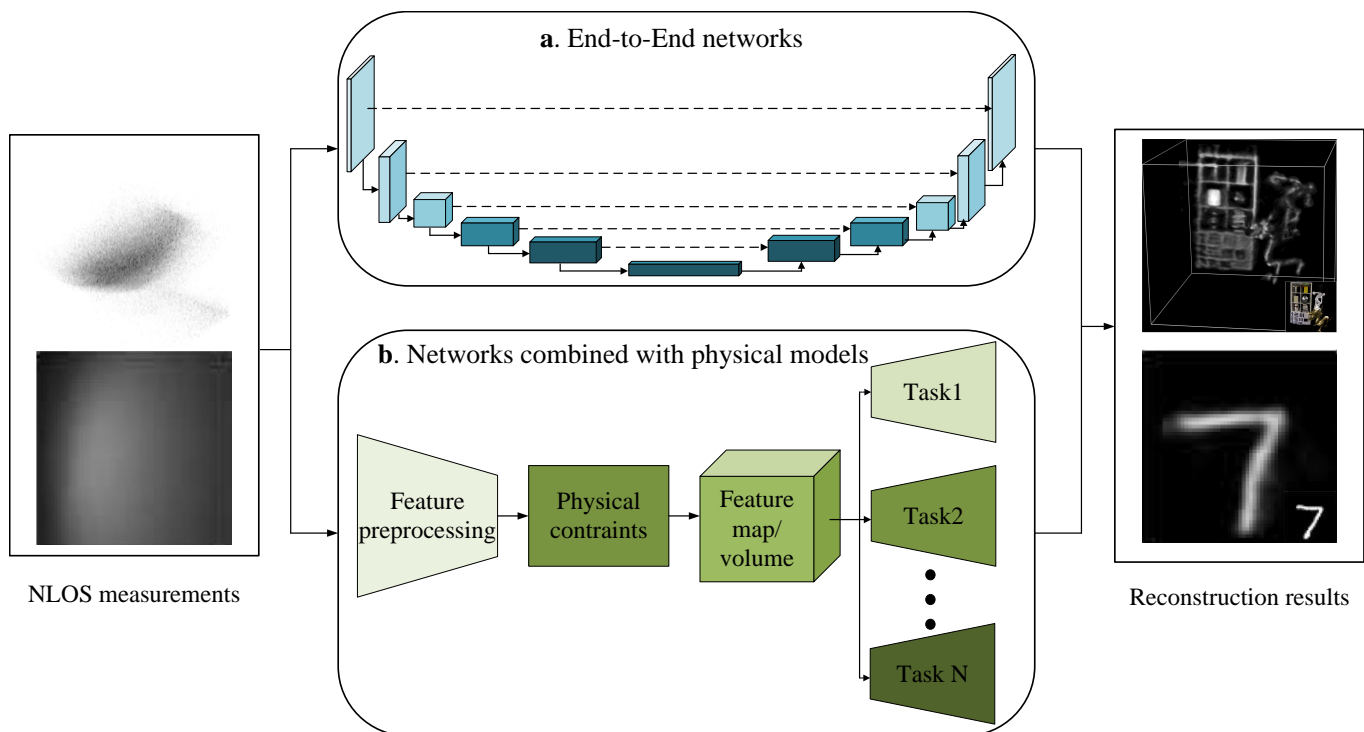 a. End-to-End networks
NLOS measurements
b. Networks combined with physical models
Feature
preprocessing
Physical
contraints
Feature
map/
volume
Task1
Task2
Task N
7
7
Reconstruction results